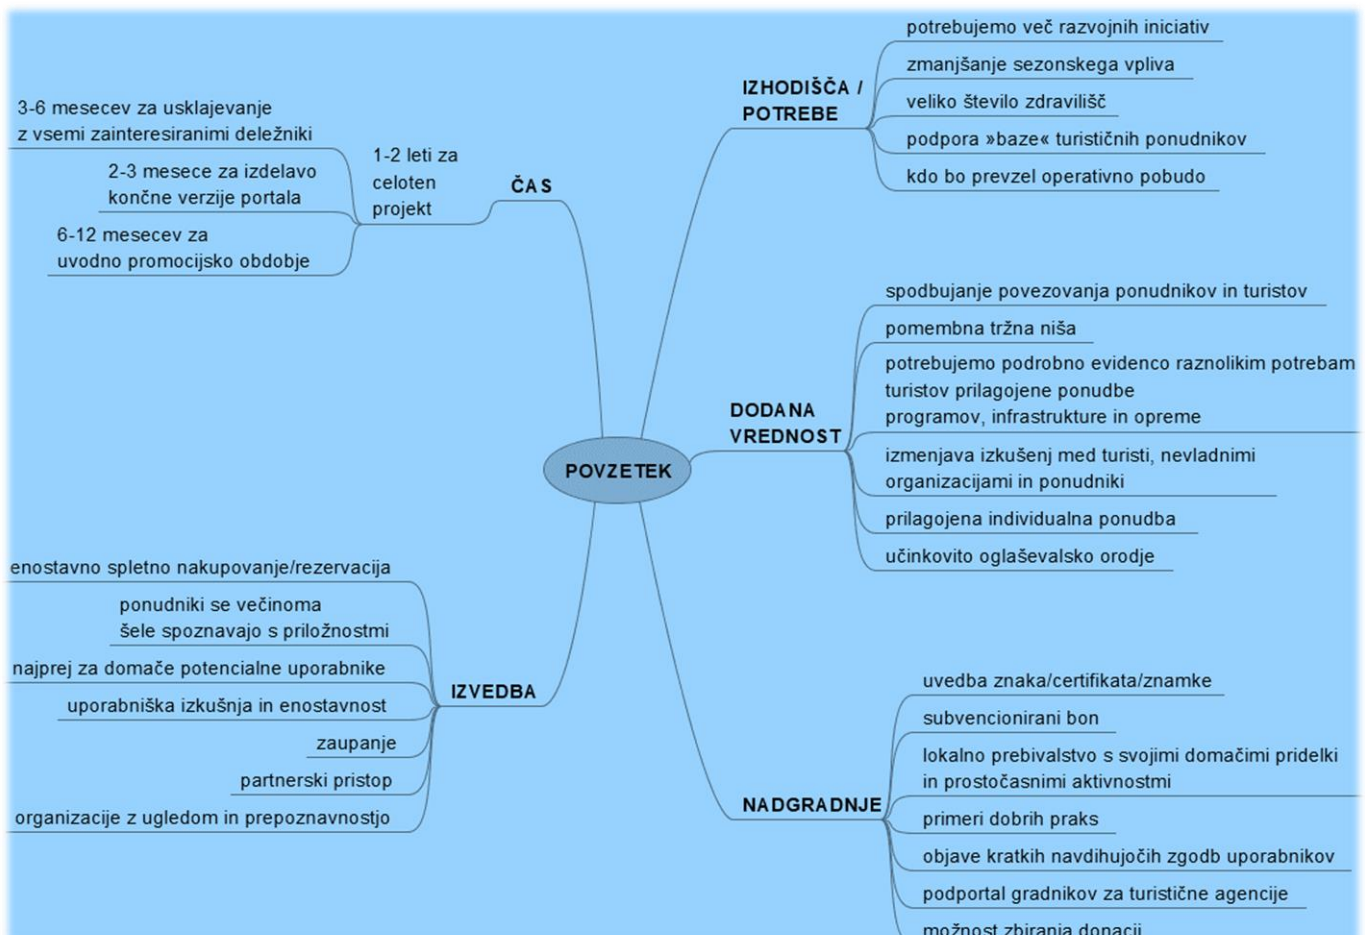 POVZETEK
IZHODIŠČA /
POTREBE
potrebujemo več razvojnih iniciativ
zmanjšanje sezonskega vpliva
veliko število zdravilišč
podpora »baze« turističnih ponudnikov
kdo bo prevzel operativno pobudo
DODANA
VREDNOST
spodbujanje povezovanja ponudnikov in turistov
pomembna tržna niša
potrebujemo podrobno evidenco raznolikim potrebam
turistov prilagojene ponudbe
programov, infrastrukture in opreme
izmenjava izkušenj med turisti, nevladnimi
organizacijami in ponudniki
prilagojena individualna ponudba
učinkovito oglaševalsko orodje
NADGRADNJE
uvedba znaka/certifikata/znamke
subvencionirani bon
lokalno prebivalstvo s svojimi domačimi pridelki
in prostočasnimi aktivnostmi
primeri dobrih praks
objave kratkih navdihujočih zgodb uporabnikov
podportal gradnikov za turistične agencije
možnost zbiranja donacij
ČAS
1-2 leti za
celoten
projekt
3-6 mesecev za usklajevanje
z vsemi zainteresiranimi deležniki
2-3 mesece za izdelavo
končne verzije portala
6-12 mesecev za
uvodno promocijsko obdobje
IZVEDBA
enostavno spletno nakupovanje/rezervacija
ponudniki se večinoma
šele spoznavajo s priložnostmi
najprej za domače potencialne uporabnike
uporabniška izkušnja in enostavnost
zaupanje
partnerski pristop
organizacije z ugledom in prepoznavnostjo